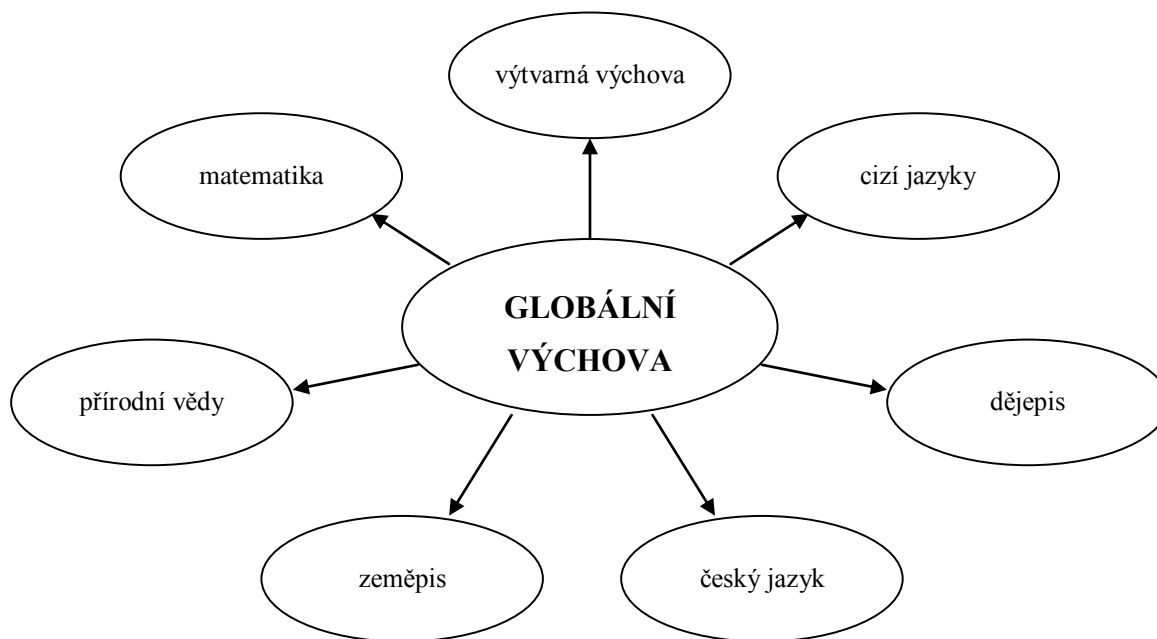 výtvarná výchova
matematika
cizí jazyky
GLOBÁLNÍ
VÝCHOVA
přírodní vědy
dějepis
zeměpis
český jazyk